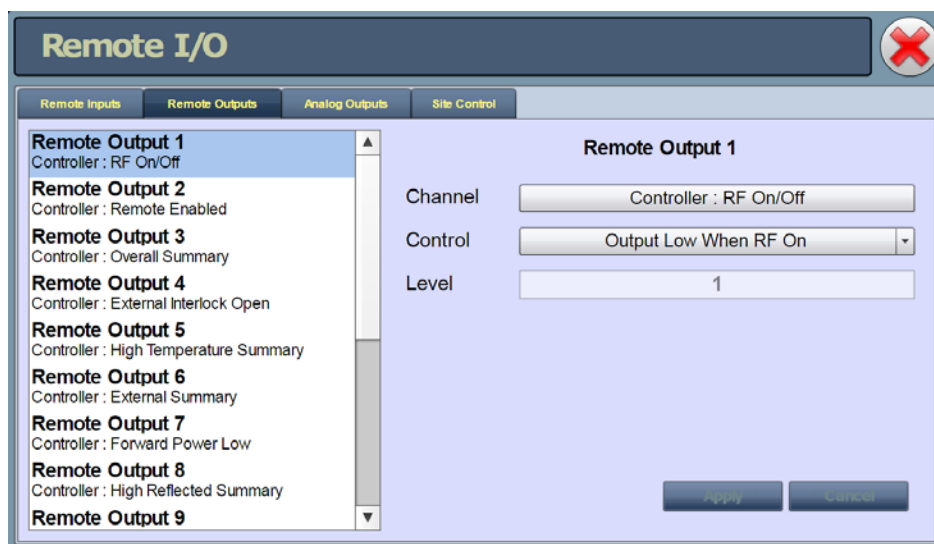 Remote I/O
Remote Inputs
Remote Outputs
Analog Outputs
Site Control
Remote Output 1
Controller : RF On/Off
Remote Output 2
Controller : Remote Enabled
Remote Output 3
Controller : Overall Summary
Remote Output 4
Controller : External Interlock Open
Remote Output 5
Controller : High Temperature Summary
Remote Output 6
Controller : External Summary
Remote Output 7
Controller : Forward Power Low
Remote Output 8
Controller : High Reflected Summary
Remote Output 9
Remote Output 1
Channel Controller : RF On/Off
Control Output Low When RF On
Level 1
Apply Cancel